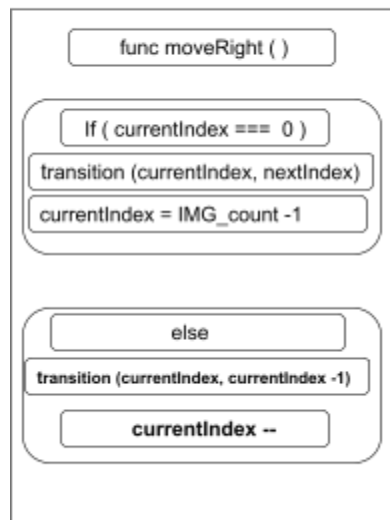 func moveRight ( )
If ( currentIndex ===  0 )
transition (currentIndex, nextIndex)
currentIndex = IMG_count -1
else
transition (currentIndex, currentIndex -1)
currentIndex --